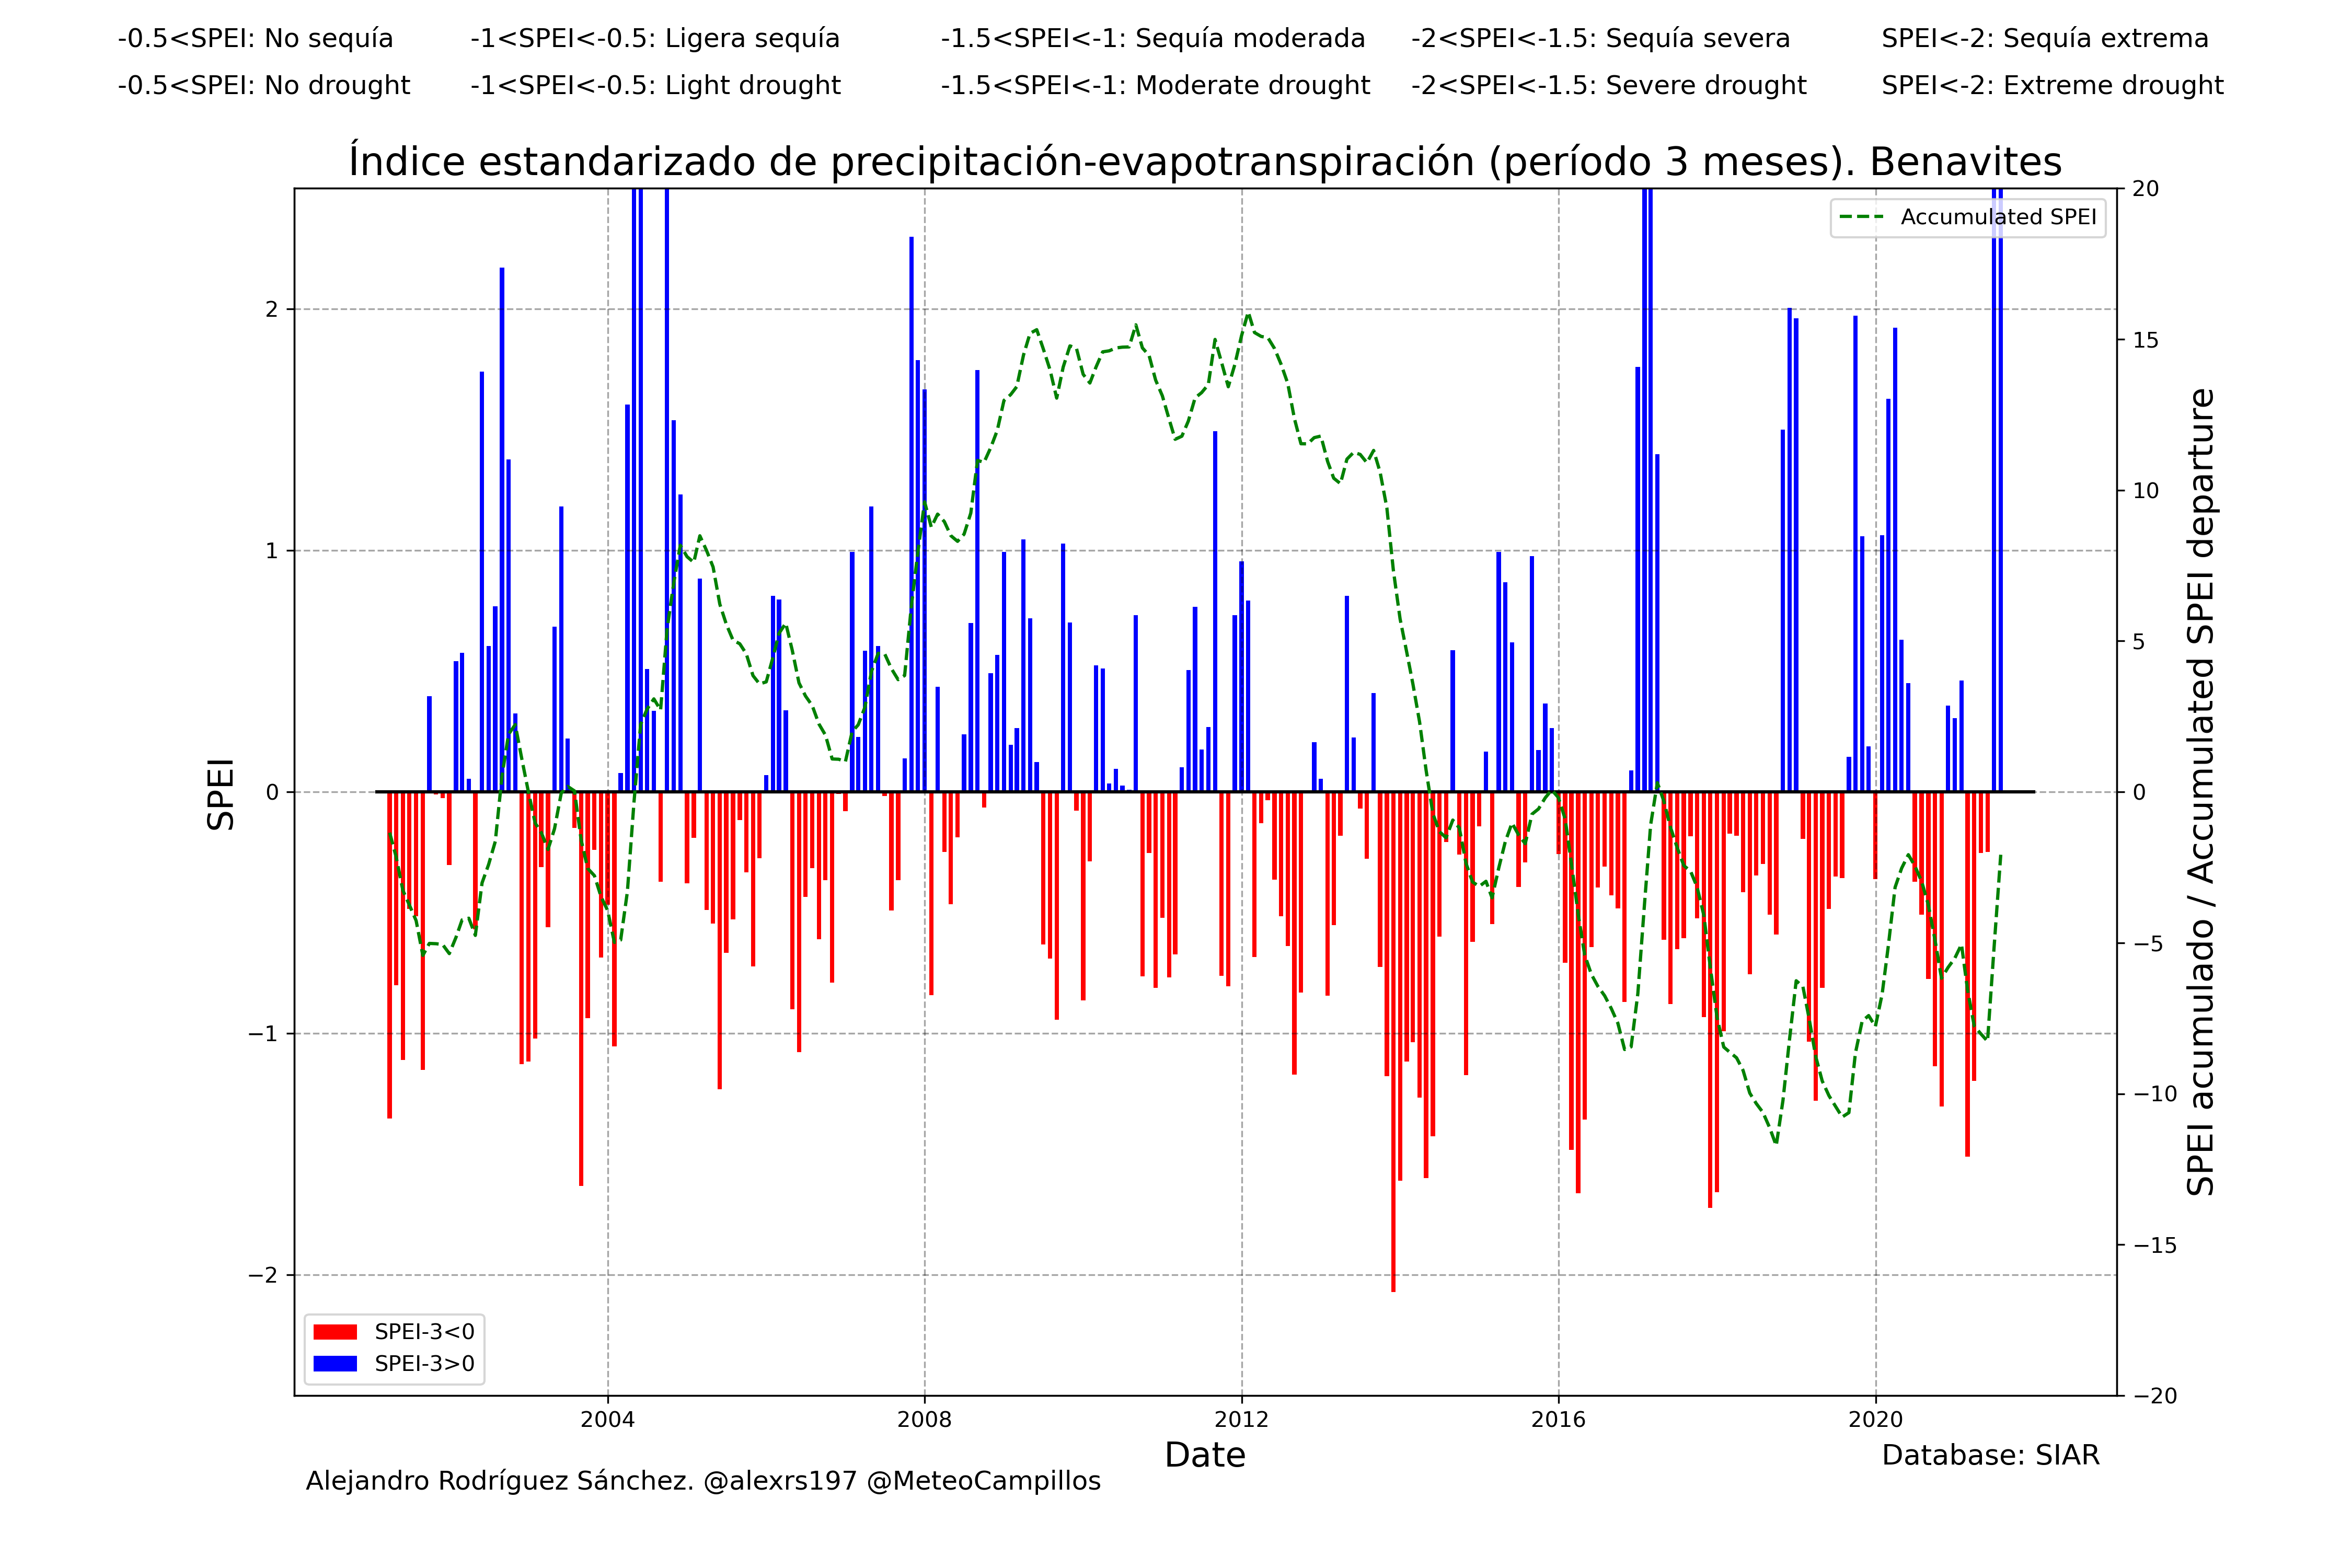 -0.5<SPEI: No sequía -1<SPEI<-0.5: Ligera sequía -1.5<SPEI<-1: Sequía moderada -2<SPEI<-1.5: Sequía severa SPEI<-2: Sequía extrema
-0.5<SPEI: No drought -1<SPEI<-0.5: Light drought -1.5<SPEI<-1: Moderate drought -2<SPEI<-1.5: Severe drought SPEI<-2: Extreme drought
Índice estandarizado de precipitación-evapotranspiración (período 3 meses). Benavites
SPEI
2
1
0
−1
−2
Accumulated SPEI
20
15
10
5
0
−5
−10
−15
−20
SPEI acumulado / Accumulated SPEI departure
SPEI-3<0
SPEI-3>0
2004 2008 2012 2016 2020
Date
Database: SIAR
Alejandro Rodríguez Sánchez. @alexrs197 @MeteoCampillos